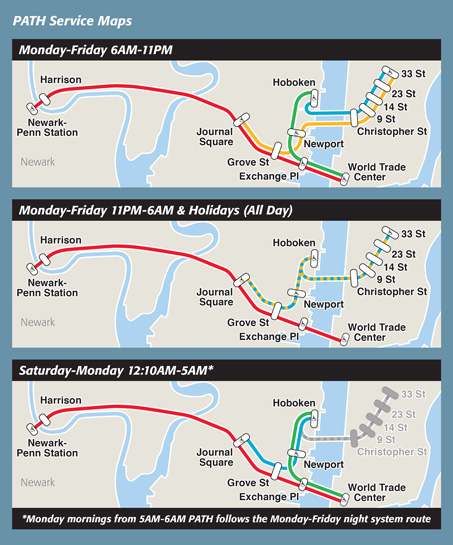 PATH Service Maps
Monday-Friday 6AM-11PM
Harrison
Newark-
Penn Station
Newark
Journal
Square
Grove St
Exchange Pl
Hoboken
Newport
33 St
23 St
14 St
9 St
Christopher St
World Trade
Center
Monday-Friday 11PM-6AM & Holidays (All Day)
Harrison
Newark-
Penn Station
Newark
Journal
Square
Grove St
Exchange Pl
Hoboken
Newport
33 St
23 St
14 St
9 St
Christopher St
World Trade
Center
Saturday-Monday 12:10AM-5AM*
Harrison
Newark-
Penn Station
Newark
Journal
Square
Grove St
Exchange Pl
Hoboken
Newport
33 St
23 St
14 St
9 St
Christopher St
World Trade
Center
*Monday mornings from 5AM-6AM PATH follows the Monday-Friday night system route